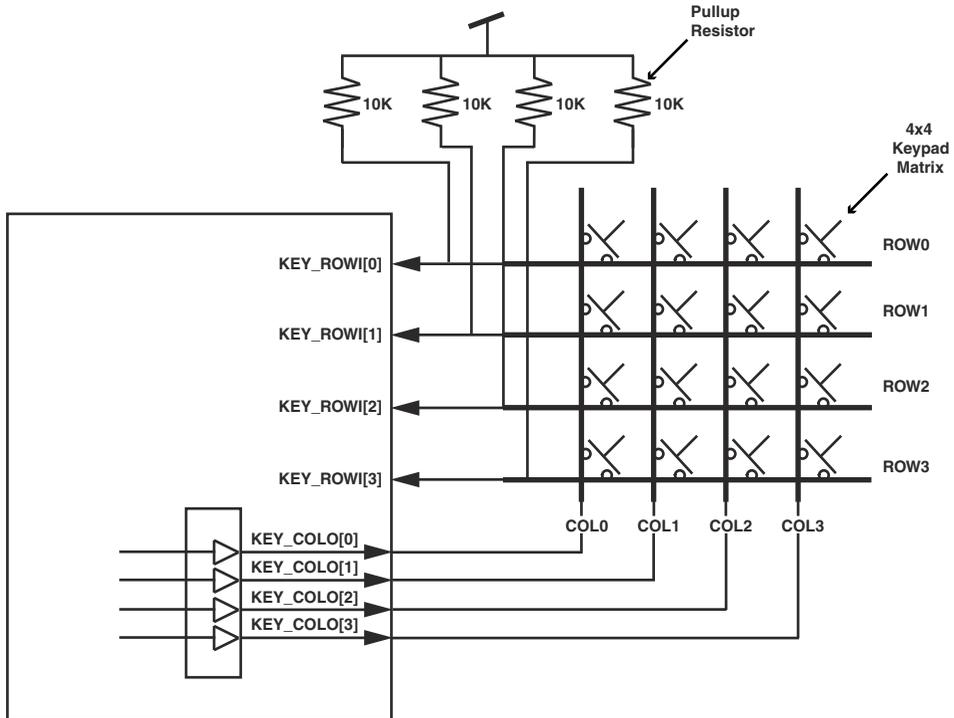 Pullup
Resistor
10K
10K
10K
10K
4x4
Keypad
Matrix
ROW0
KEY_ROWI[0]
ROW1
KEY_ROWI[1]
ROW2
KEY_ROWI[2]
ROW3
KEY_ROWI[3]
COL0
COL1
COL2
COL3
KEY_COLO[0]
KEY_COLO[1]
KEY_COLO[2]
KEY_COLO[3]